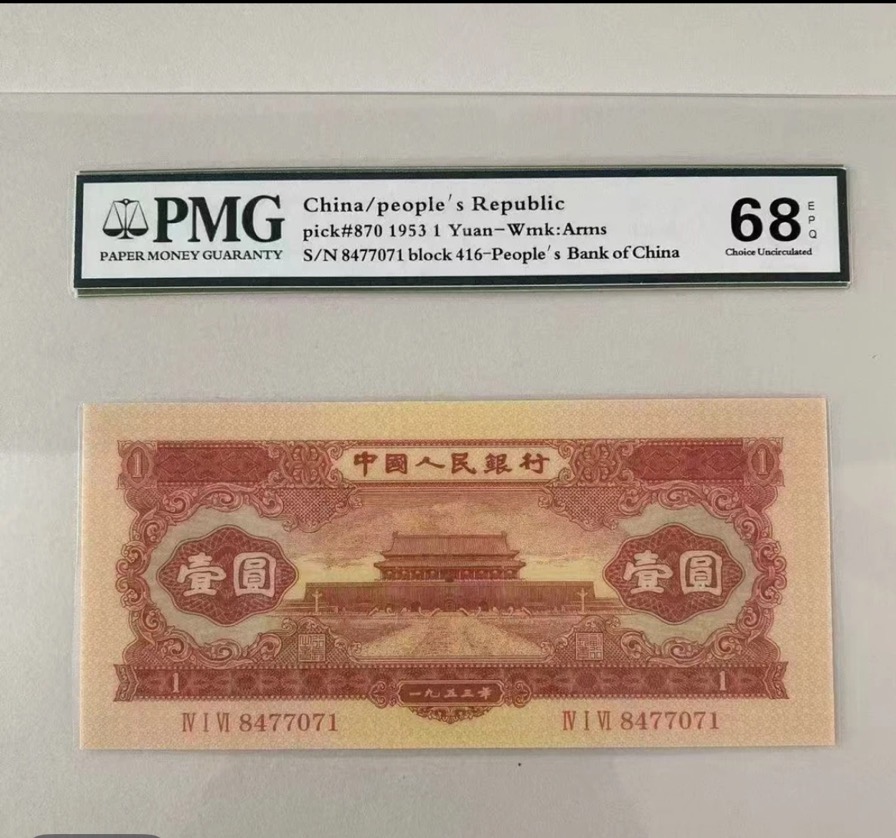 PMG
PAPER MONEY GUARANTY
China/people's Republic
pick#870 1953 1 Yuan-Wmk:Arms
S/N 8477071 block 416-People's Bank of China
68
EPQ
Choice Uncirculated
1 中國人民銀行 1
壹圓 壹圓
1 一九五三年 1
IV I VI 8477071 IV I VI 8477071